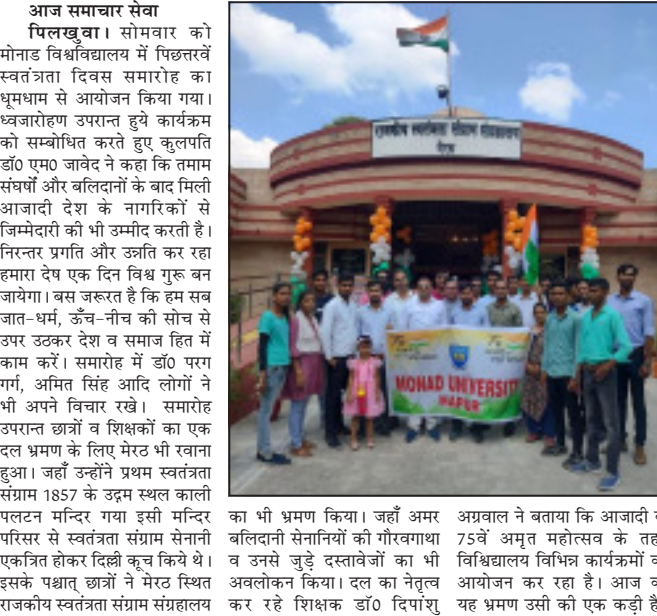 आज समाचार सेवा
पिलखुवा। सोमवार को
मोनाड विश्वविद्यालय में पिछत्तरवें
स्वतंत्रता दिवस समारोह का
धूमधाम से आयोजन किया गया।
ध्वजारोहण उपरान्त हुये कार्यक्रम
को सम्बोधित करते हुए कुलपति
डॉ0 एम0 जावेद ने कहा कि तमाम
संघर्षों और बलिदानों के बाद मिली
आजादी देश के नागरिकों से
जिम्मेदारी की भी उम्मीद करती है।
निरन्तर प्रगति और उन्नति कर रहा
हमारा देष एक दिन विश्व गुरू बन
जायेगा। बस जरूरत है कि हम सब
जात-धर्म, ऊँच-नीच की सोच से
उपर उठकर देश व समाज हित में
काम करें। समारोह में डॉ0 परग
गर्ग, अमित सिंह आदि लोगों ने
भी अपने विचार रखे। समारोह
उपरान्त छात्रों व शिक्षकों का एक
दल भ्रमण के लिए मेरठ भी रवाना
हुआ। जहाँ उन्होंने प्रथम स्वतंत्रता
संग्राम 1857 के उद्गम स्थल काली
पलटन मन्दिर गया इसी मन्दिर
परिसर से स्वतंत्रता संग्राम सेनानी
एकत्रित होकर दिल्ली कूच किये थे।
इसके पश्चात् छात्रों ने मेरठ स्थित
राजकीय स्वतंत्रता संग्राम संग्रहालय
राजकीय स्वतंत्रता संग्राम संग्रहालय
मेरठ
MONAD UNIVERSITY
HAPUR
का भी भ्रमण किया। जहाँ अमर
बलिदानी सेनानियों की गौरवगाथा
व उनसे जुड़े दस्तावेजों का भी
अवलोकन किया। दल का नेतृत्व
कर रहे शिक्षक डॉ0 दिपांशु
अग्रवाल ने बताया कि आजादी
75वें अमृत महोत्सव के तह
विश्विद्यालय विभिन्न कार्यक्रमों
आयोजन कर रहा है। आज
यह भ्रमण उसी की एक कड़ी है